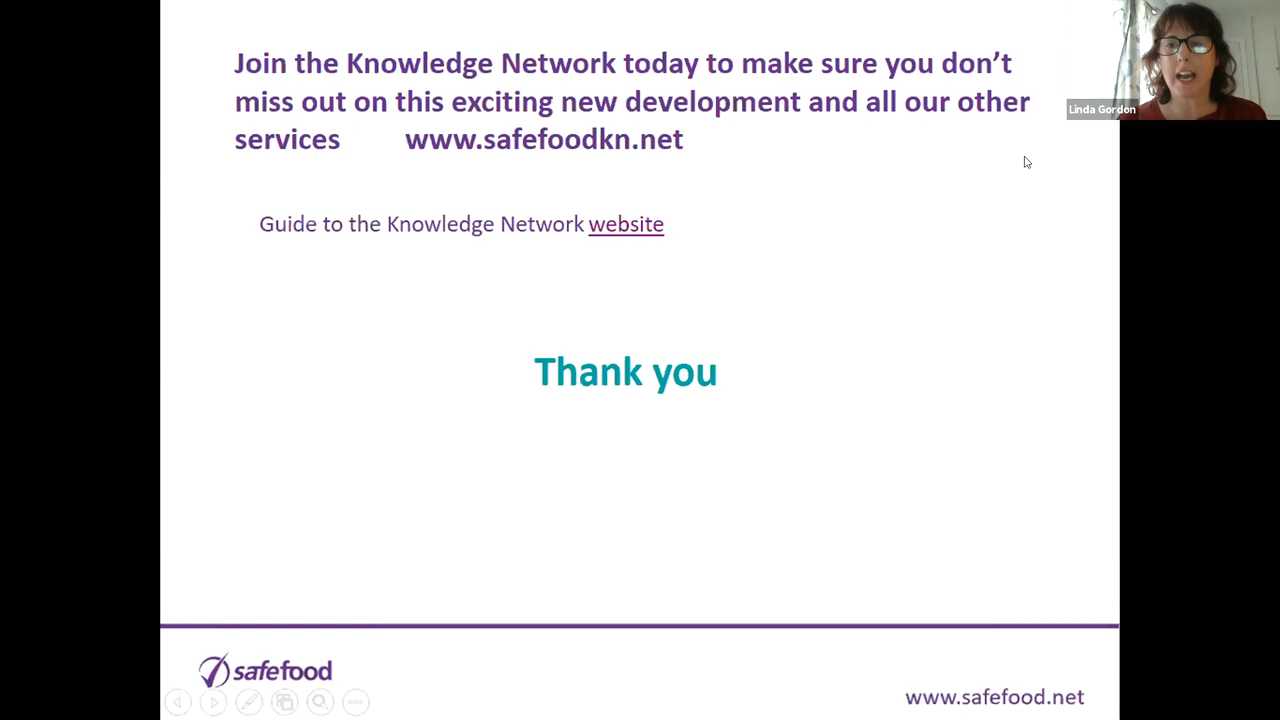 Join the Knowledge Network today to make sure you don’t
miss out on this exciting new development and all our other
services www.safefoodkn.net
Linda Gordon
Guide to the Knowledge Network website
Thank you
safefood
www.safefood.net